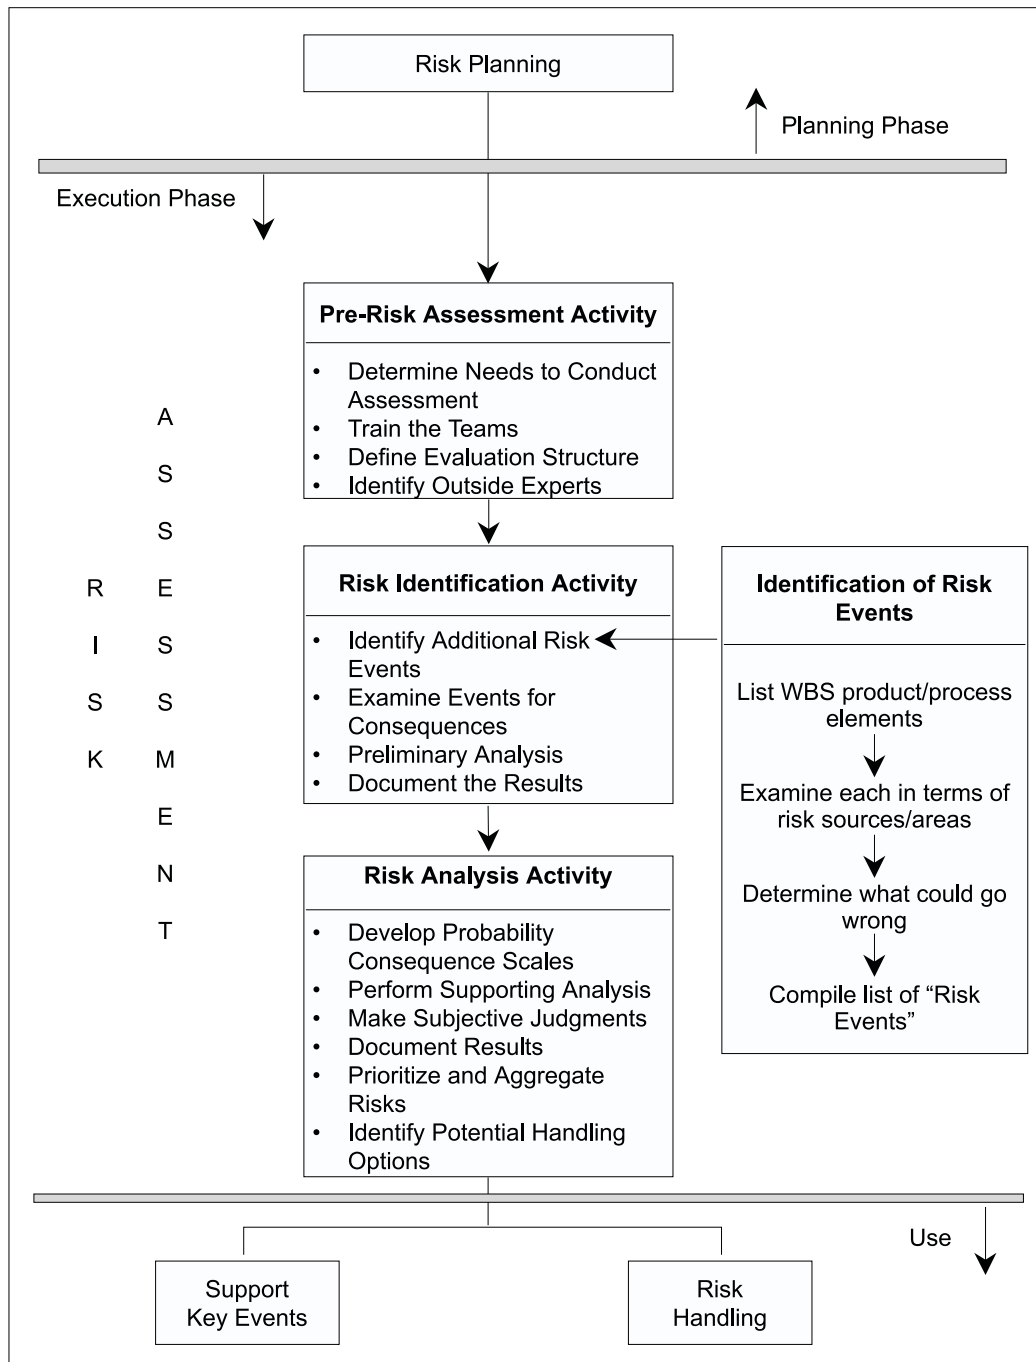 Risk Planning
Planning Phase
Execution Phase
Pre-Risk Assessment Activity
• Determine Needs to Conduct
Assessment
• Train the Teams
• Define Evaluation Structure
• Identify Outside Experts
RISK
ASSESSMENT
Risk Identification Activity
• Identify Additional Risk
Events
• Examine Events for
Consequences
• Preliminary Analysis
• Document the Results
Identification of Risk
Events
List WBS product/process
elements
Examine each in terms of
risk sources/areas
Determine what could go
wrong
Compile list of “Risk
Events”
Risk Analysis Activity
• Develop Probability
Consequence Scales
• Perform Supporting Analysis
• Make Subjective Judgments
• Document Results
• Prioritize and Aggregate
Risks
• Identify Potential Handling
Options
Use
Support
Key Events
Risk
Handling